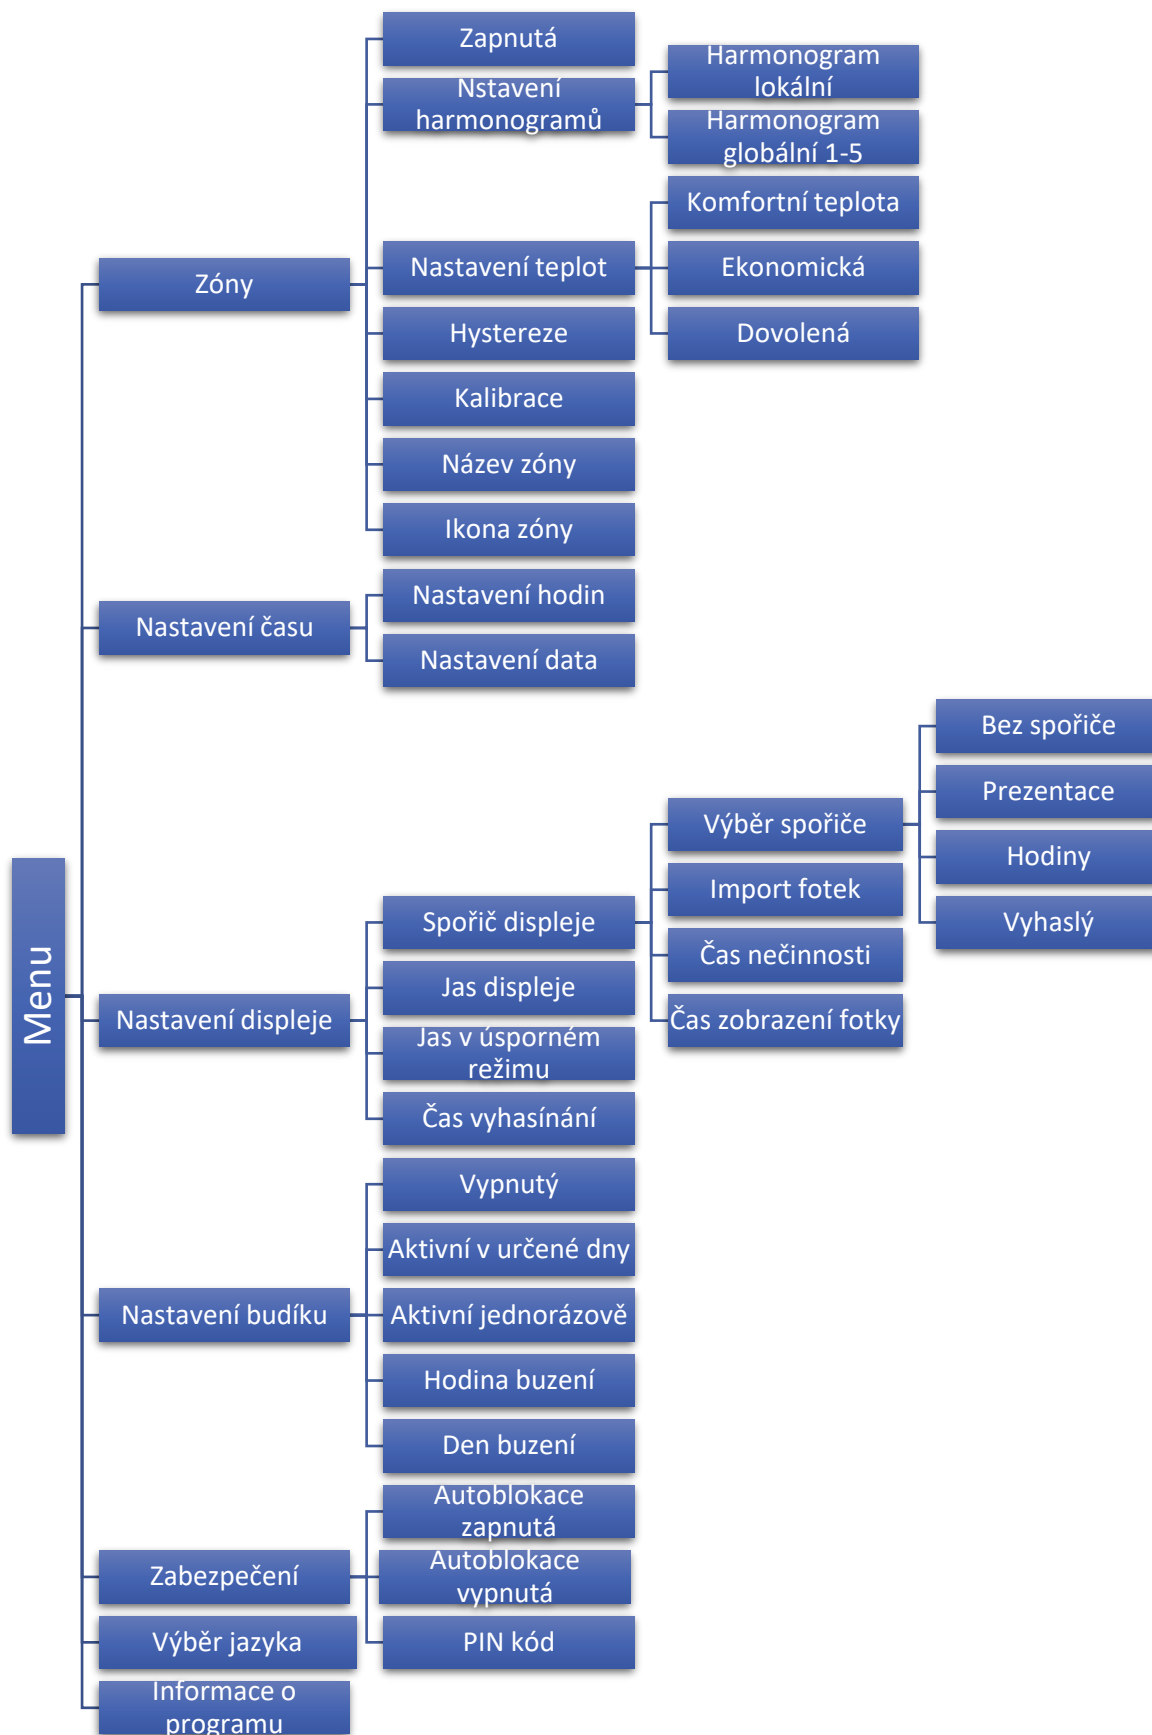 Menu
Zóny
Zapnutá
Nstavení
harmonogramů
Harmonogram
lokální
Harmonogram
globální 1-5
Nastavení teplot
Komfortní teplota
Ekonomická
Dovolená
Hystereze
Kalibrace
Název zóny
Ikona zóny
Nastavení času
Nastavení hodin
Nastavení data
Nastavení displeje
Spořič displeje
Výběr spořiče
Bez spořiče
Prezentace
Hodiny
Vyhaslý
Import fotek
Čas nečinnosti
Čas zobrazení fotky
Jas displeje
Jas v úsporném
režimu
Čas vyhasínání
Nastavení budíku
Vypnutý
Aktivní v určené dny
Aktivní jednorázově
Hodina buzení
Den buzení
Zabezpečení
Autoblokace
zapnutá
Autoblokace
vypnutá
PIN kód
Výběr jazyka
Informace o
programu